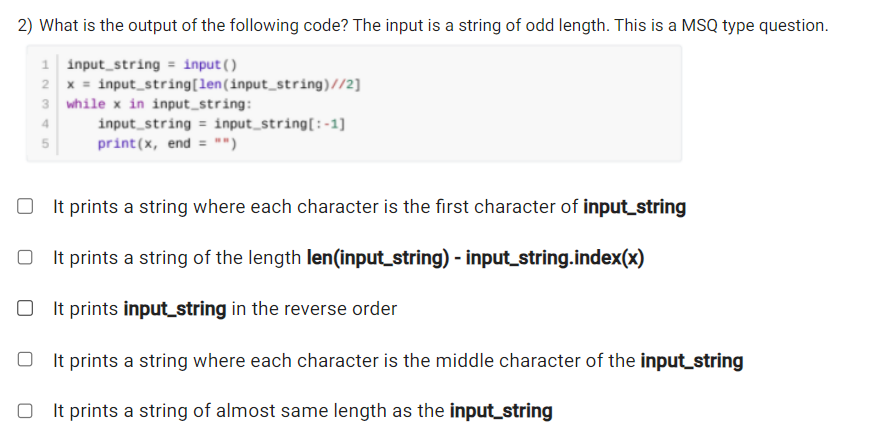 2) What is the output of the following code? The input is a string of odd length. This is a MSQ type question.
1 input_string = input()
2 x = input_string[len(input_string)//2]
3 while x in input_string:
4     input_string = input_string[:-1]
5     print(x, end = "")
It prints a string where each character is the first character of input_string
It prints a string of the length len(input_string) - input_string.index(x)
It prints input_string in the reverse order
It prints a string where each character is the middle character of the input_string
It prints a string of almost same length as the input_string